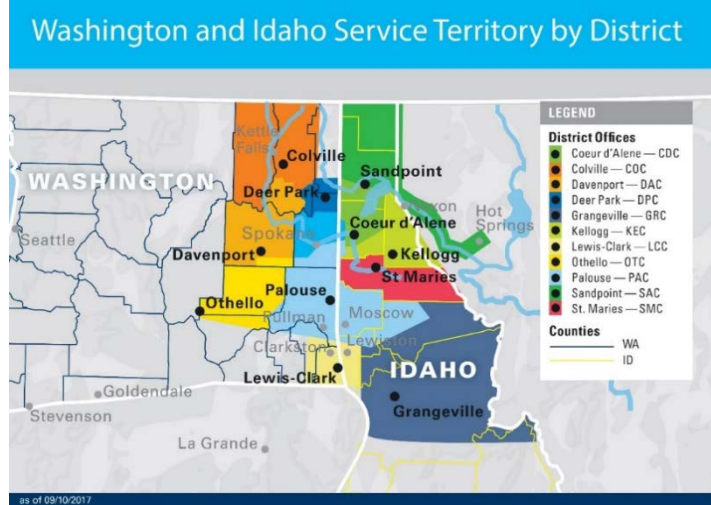 Washington and Idaho Service Territory by District
LEGEND
District Offices
Coeur d'Alene — CDC
Colville — COC
Davenport — DAC
Deer Park — DPC
Grangeville — GRC
Kellogg — KEC
Lewis-Clark — LCC
Othello — OTC
Palouse — PAC
Sandpoint — SAC
St. Maries — SMC
Counties
WA
ID
Kettle
Falls
Colville
WASHINGTON
Sandpoint
Deer Park
Hot
Springs
Seattle
Spokane
Coeur d'Alene
Davenport
Kellogg
St Maries
Palouse
Othello
Pullman
Moscow
Clarkston
Lewiston
Lewis-Clark
IDAHO
Goldendale
Grangeville
Stevenson
La Grande
as of 09/10/2017